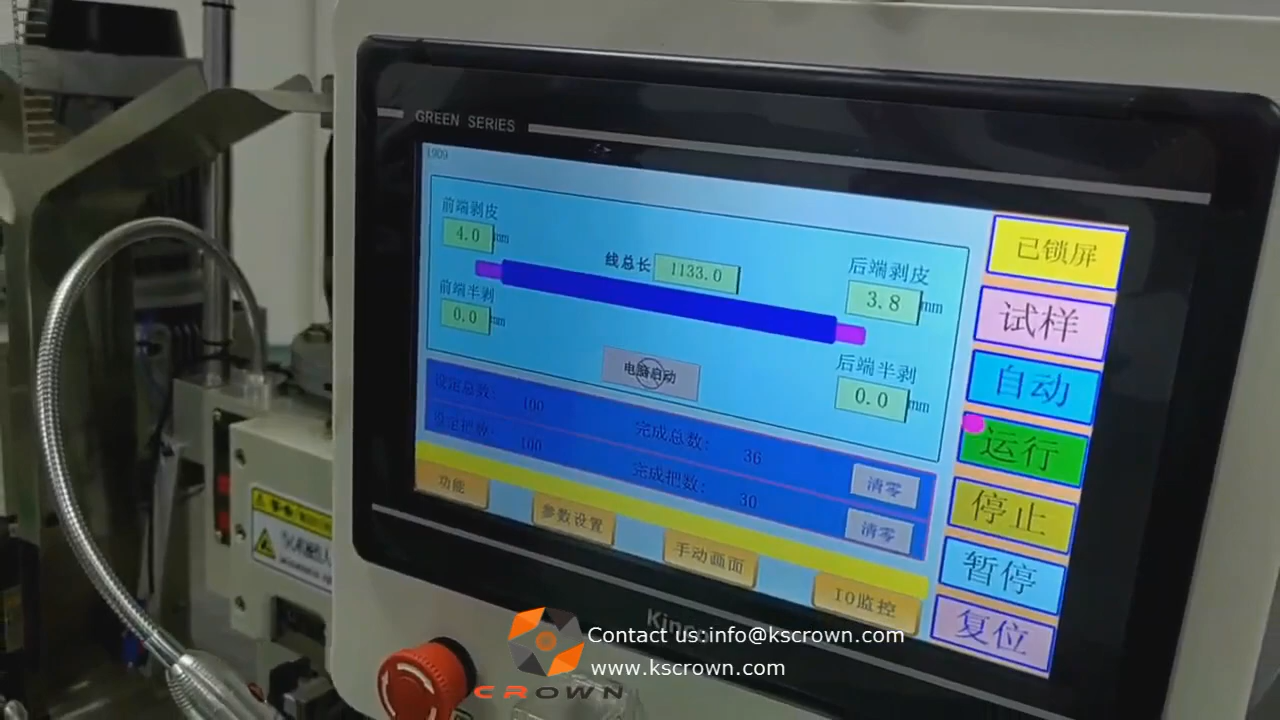 GREEN SERIES
1909
前端剥皮
4.0 mm
线总长 1133.0
后端剥皮
3.8 mm
前端半剥
0.0 mm
电脑启动
后端半剥
0.0 mm
设定总数: 100 完成总数: 36 清零
设定把数: 100 完成把数: 30 清零
功能
参数设置
手动画面
IO监控
已锁屏
试样
自动
运行
停止
暂停
复位
Contact us:info@kscrown.com
www.kscrown.com
CROWN